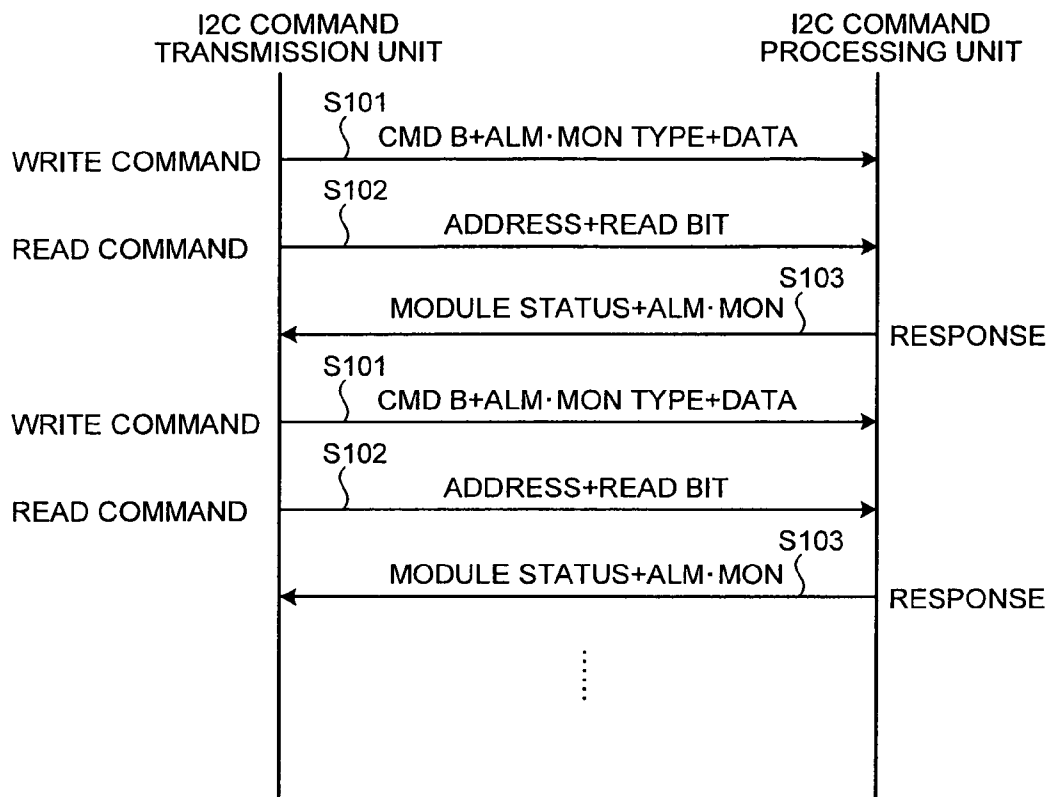 I2C COMMAND
TRANSMISSION UNIT
I2C COMMAND
PROCESSING UNIT
S101
CMD B+ALM·MON TYPE+DATA
WRITE COMMAND
S102
ADDRESS+READ BIT
READ COMMAND
S103
MODULE STATUS+ALM·MON
RESPONSE
S101
CMD B+ALM·MON TYPE+DATA
WRITE COMMAND
S102
ADDRESS+READ BIT
READ COMMAND
S103
MODULE STATUS+ALM·MON
RESPONSE